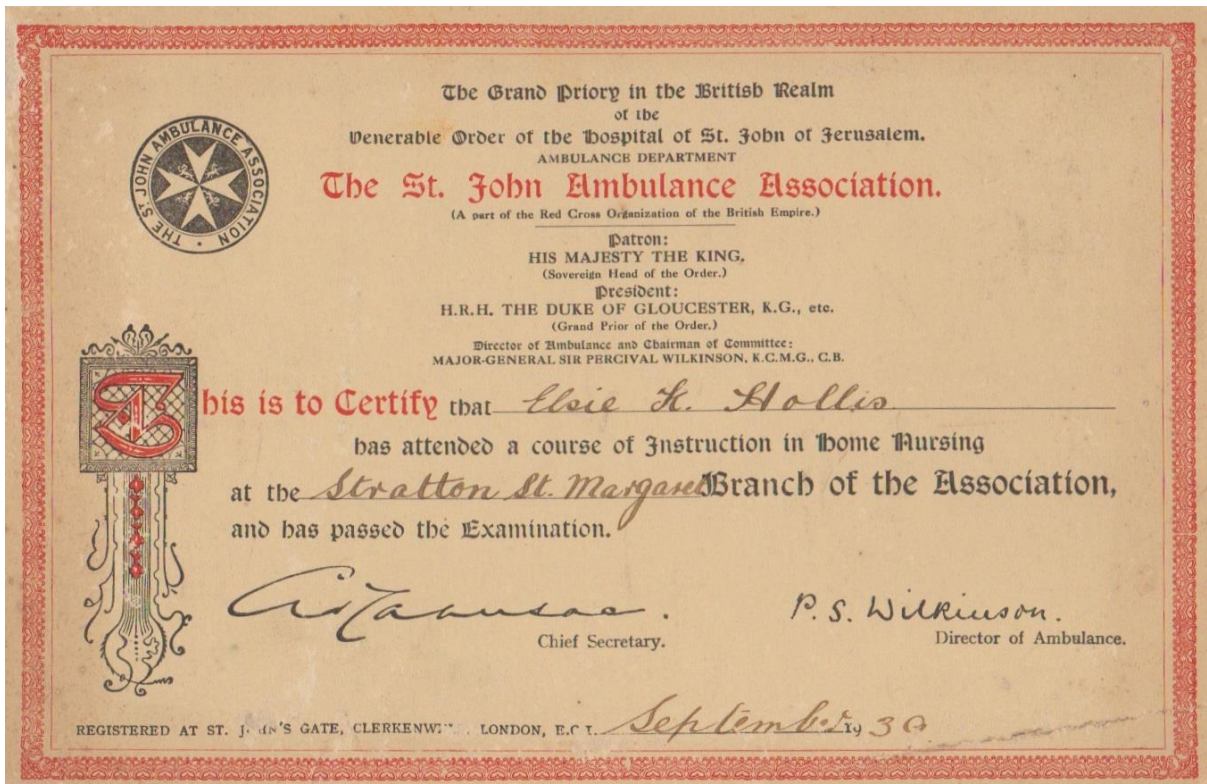 THE ST JOHN AMBULANCE ASSOCIATION
The Grand Priory in the British Realm
of the
Venerable Order of the Hospital of St. John of Jerusalem.
AMBULANCE DEPARTMENT
The St. John Ambulance Association.
(A part of the Red Cross Organization of the British Empire.)
Patron:
HIS MAJESTY THE KING,
(Sovereign Head of the Order.)
President:
H.R.H. THE DUKE OF GLOUCESTER, K.G., etc.
(Grand Prior of the Order.)
Director of Ambulance and Chairman of Committee:
MAJOR-GENERAL SIR PERCIVAL WILKINSON, K.C.M.G., C.B.
This is to Certify that Elsie K. Hollis
has attended a course of Instruction in Home Nursing
at the Stratton St. Margaret Branch of the Association,
and has passed the Examination.
P. S. Wilkinson.
Chief Secretary. Director of Ambulance.
REGISTERED AT ST. JOHN'S GATE, CLERKENWELL, LONDON, E.C.1. September 19